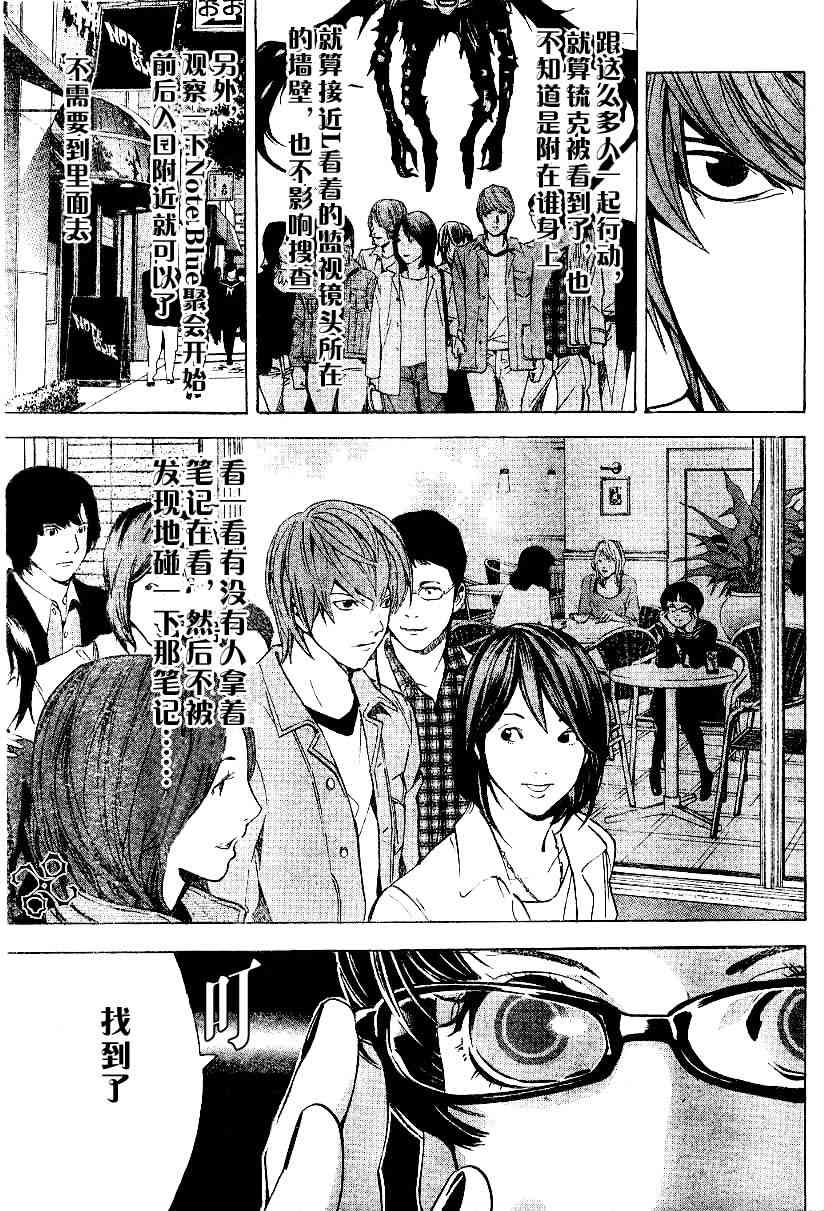 跟这么多人一起行动，
就算琉克被看到了，也
不知道是附在谁身上
就算接近L看着的监视镜头所在
的墙壁，也不影响搜查
另外，
观察一下Note Blue聚会开始
前后入口附近就可以了
不需要到里面去
NOTE
BLUE
NOTE
BLUE
お
お
看一看有没有人拿着
笔记在看，然后不被
发现地碰一下那笔记
……
叮
找到了